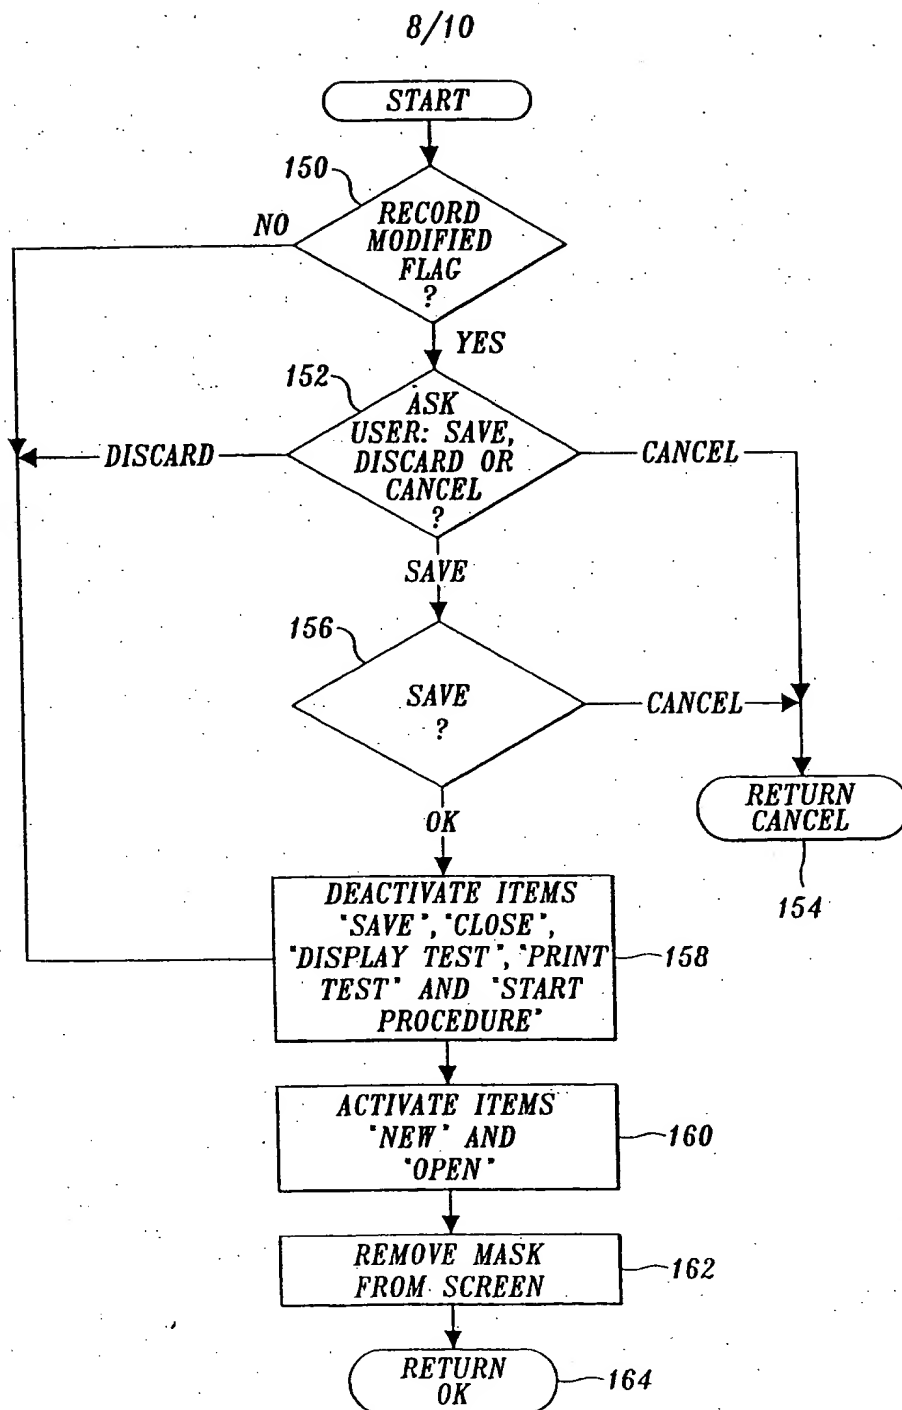 8/10
START
150
NO
RECORD
MODIFIED
FLAG
?
YES
152
ASK
USER: SAVE,
DISCARD OR
CANCEL
?
DISCARD
CANCEL
SAVE
156
SAVE
?
CANCEL
RETURN
CANCEL
154
OK
DEACTIVATE ITEMS
"SAVE", "CLOSE",
"DISPLAY TEST", "PRINT
TEST" AND "START
PROCEDURE"
158
ACTIVATE ITEMS
"NEW" AND
"OPEN"
160
REMOVE MASK
FROM SCREEN
162
RETURN
OK
164